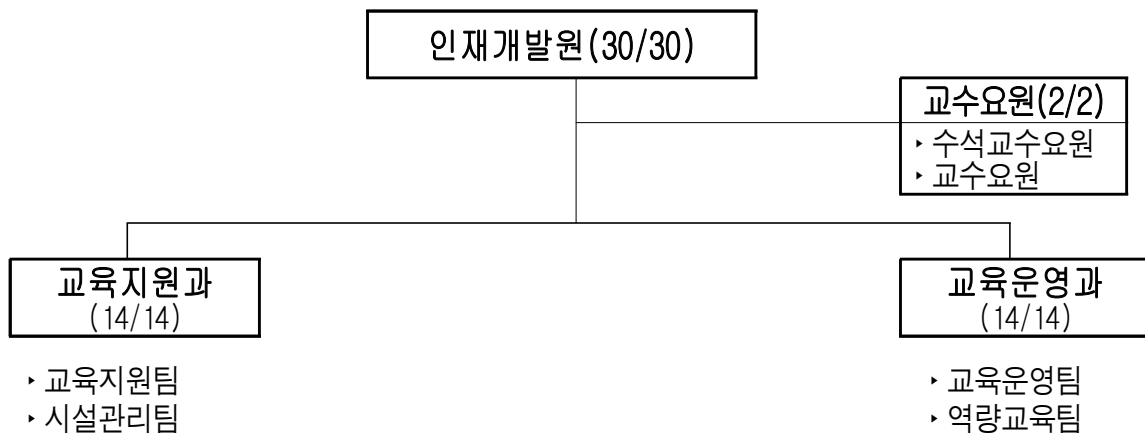 인재개발원(30/30)
교수요원(2/2)
‣ 수석교수요원
‣ 교수요원
교육지원과
(14/14)
‣ 교육지원팀
‣ 시설관리팀
교육운영과
(14/14)
‣ 교육운영팀
‣ 역량교육팀